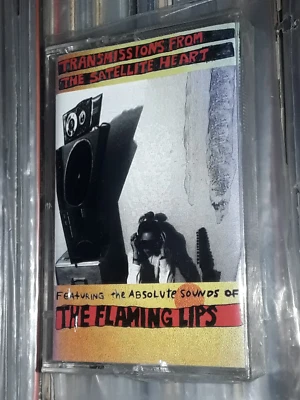 TRANSMISSIONS FROM
THE SATELLITE HEART
FEATURING the ABSOLUTE SOUNDS OF
THE FLAMING LIPS